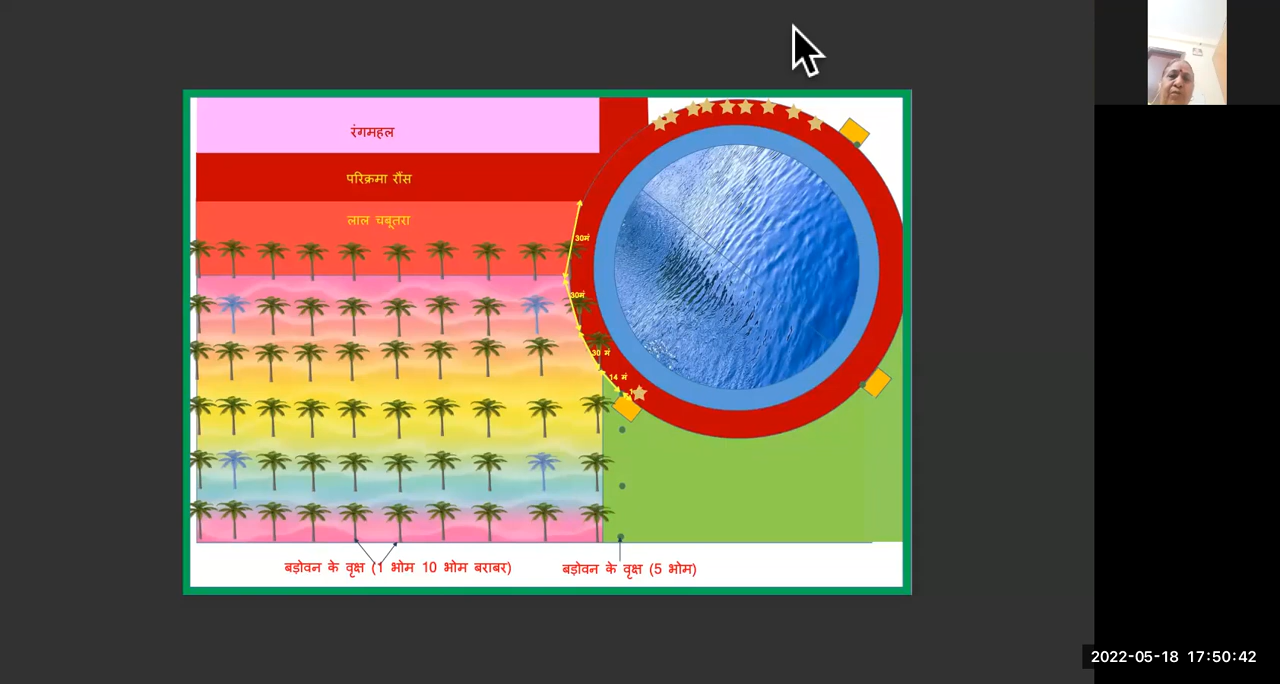 रंगमहल
परिक्रमा रौंस
लाल चबूतरा
30मं
30मं
30 मं
14 मं
बड़ोवन के वृक्ष (1 भोम 10 भोम बराबर)
बड़ोवन के वृक्ष (5 भोम)
2022-05-18 17:50:42